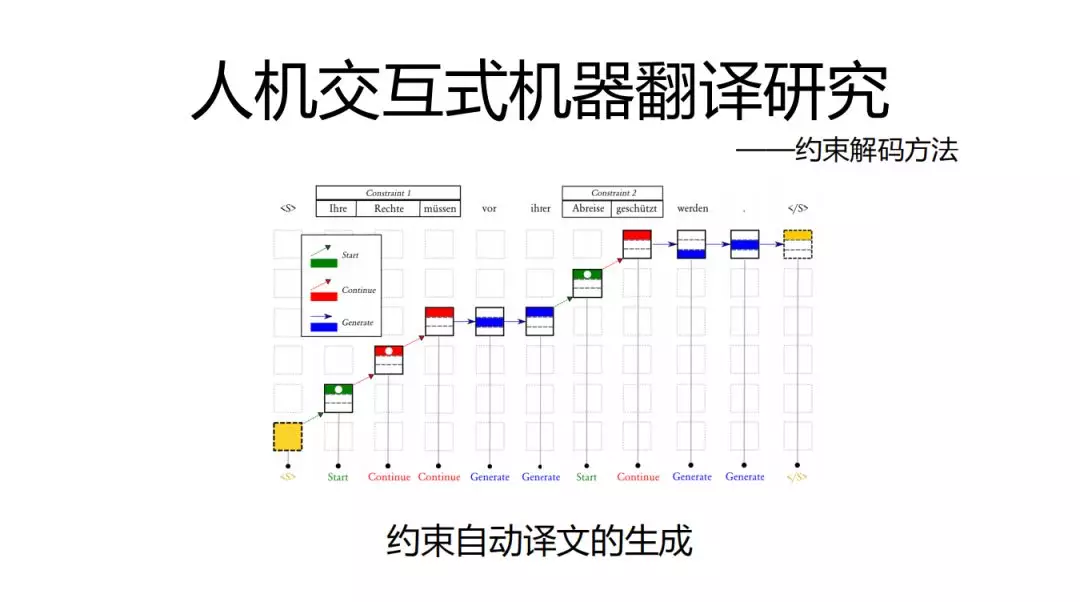 人机交互式机器翻译研究
——约束解码方法
Constraint 1 Constraint 2
<S> Ihre Rechte müssen vor ihrer Abreise geschützt werden . </S>
Start
Continue
Generate
<S> Start Continue Continue Generate Generate Start Continue Generate Generate </S>
约束自动译文的生成